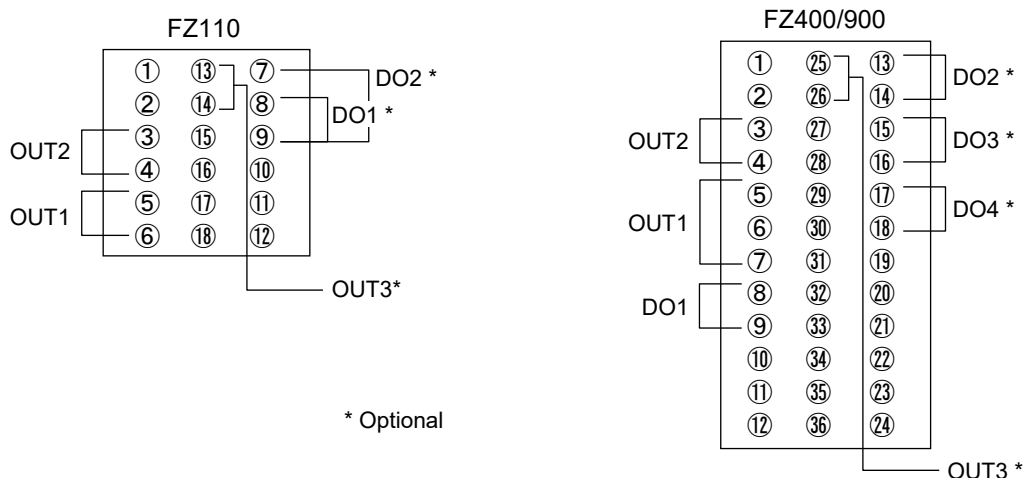 FZ110
① ⑬ ⑦ DO2 *
② ⑭ ⑧ DO1 *
OUT2 ③ ⑮ ⑨
④ ⑯ ⑩
OUT1 ⑤ ⑰ ⑪
⑥ ⑱ ⑫
OUT3*
* Optional
FZ400/900
① ㉕ ⑬ DO2 *
② ㉖ ⑭
OUT2 ③ ㉗ ⑮ DO3 *
④ ㉘ ⑯
⑤ ㉙ ⑰ DO4 *
OUT1 ⑥ ㉚ ⑱
⑦ ㉛ ⑲
DO1 ⑧ ㉜ ⑳
⑨ ㉝ ㉑
⑩ ㉞ ㉒
⑪ ㉟ ㉓
⑫ ㊱ ㉔
OUT3 *